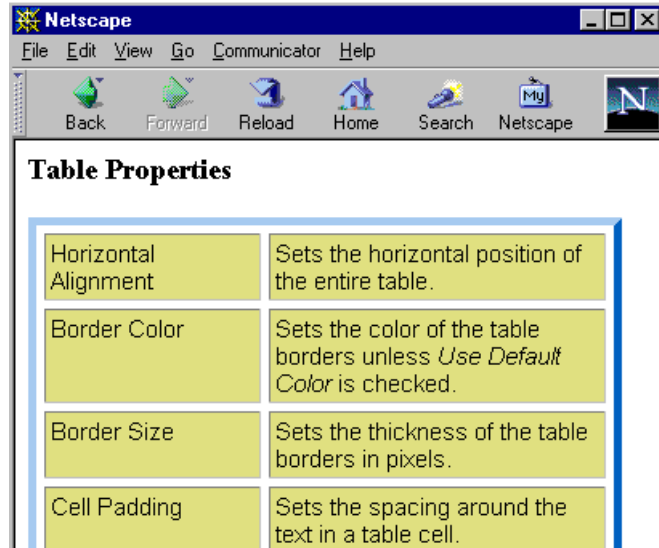 Netscape
File Edit View Go Communicator Help
Back Forward Reload Home Search My Netscape N
Table Properties
Horizontal
Alignment
Sets the horizontal position of
the entire table.
Border Color
Sets the color of the table
borders unless Use Default
Color is checked.
Border Size
Sets the thickness of the table
borders in pixels.
Cell Padding
Sets the spacing around the
text in a table cell.